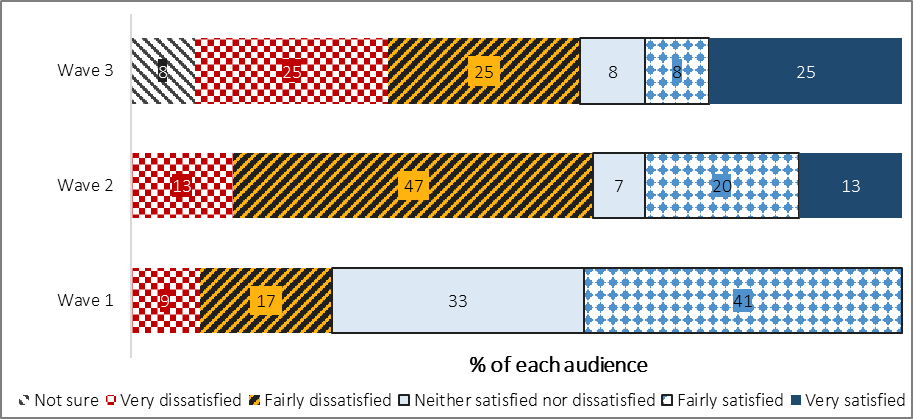 Wave 3 8 25 25 8 8 25
Wave 2 13 47 7 20 13
Wave 1 9 17 33 41
% of each audience
Not sure Very dissatisfied Fairly dissatisfied Neither satisfied nor dissatisfied Fairly satisfied Very satisfied